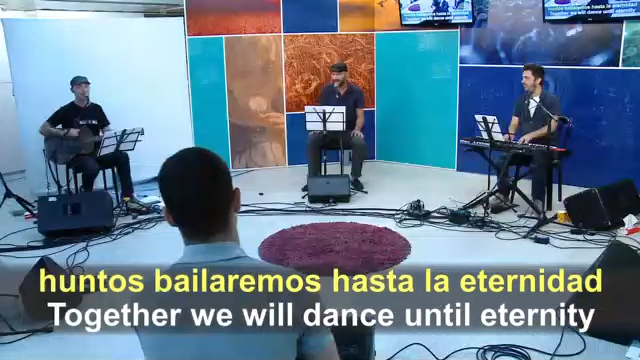 huntos bailaremos hasta la eternidad
Together we will dance until eternity